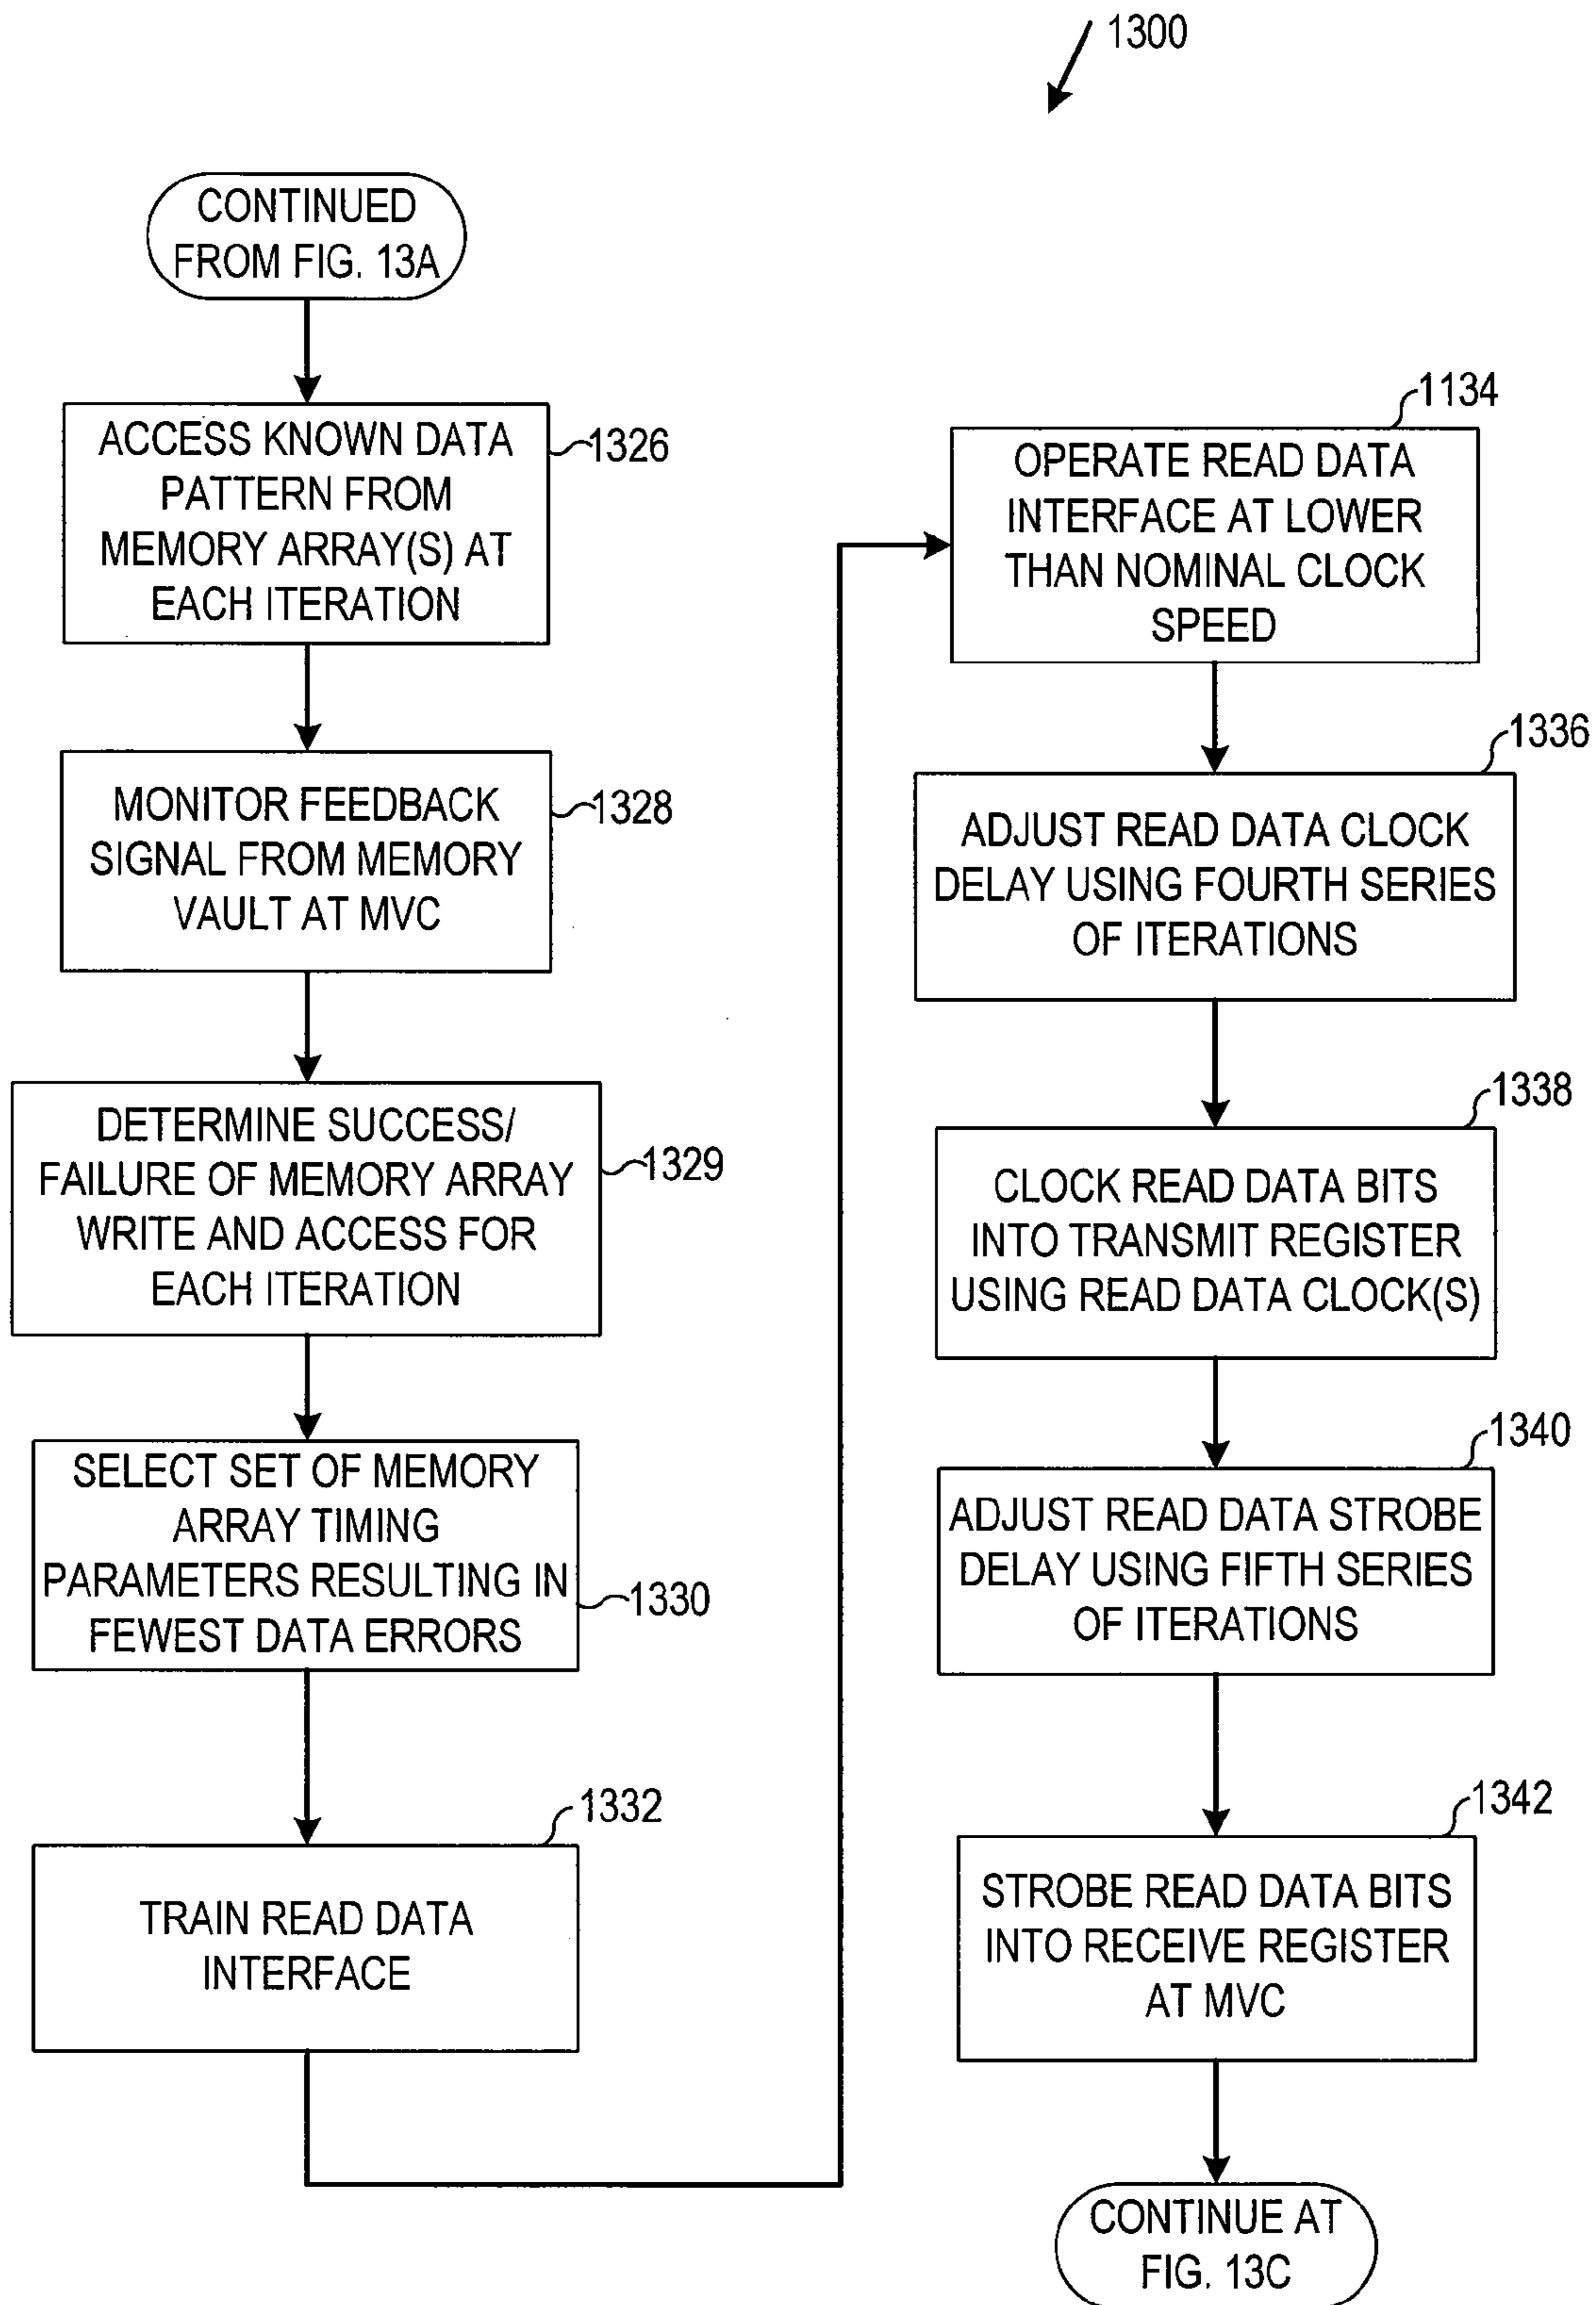 1300
CONTINUED
FROM FIG. 13A
ACCESS KNOWN DATA
PATTERN FROM
MEMORY ARRAY(S) AT
EACH ITERATION
1326
MONITOR FEEDBACK
SIGNAL FROM MEMORY
VAULT AT MVC
1328
DETERMINE SUCCESS/
FAILURE OF MEMORY ARRAY
WRITE AND ACCESS FOR
EACH ITERATION
1329
SELECT SET OF MEMORY
ARRAY TIMING
PARAMETERS RESULTING IN
FEWEST DATA ERRORS
1330
1332
TRAIN READ DATA
INTERFACE
1134
OPERATE READ DATA
INTERFACE AT LOWER
THAN NOMINAL CLOCK
SPEED
1336
ADJUST READ DATA CLOCK
DELAY USING FOURTH SERIES
OF ITERATIONS
1338
CLOCK READ DATA BITS
INTO TRANSMIT REGISTER
USING READ DATA CLOCK(S)
1340
ADJUST READ DATA STROBE
DELAY USING FIFTH SERIES
OF ITERATIONS
1342
STROBE READ DATA BITS
INTO RECEIVE REGISTER
AT MVC
CONTINUE AT
FIG. 13C